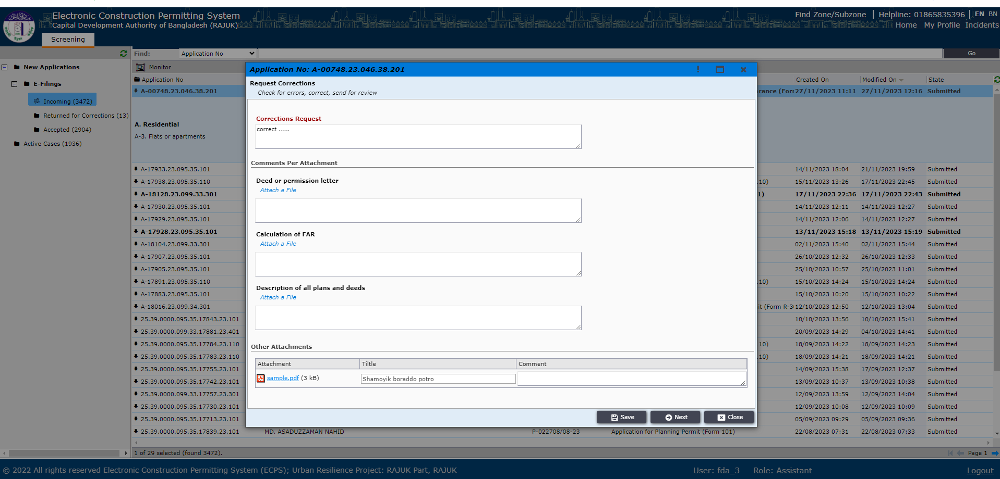 Electronic Construction Permitting System
Capital Development Authority of Bangladesh (RAJUK)
Find Zone/Subzone | Helpline: 01865835396 | EN BN
Home My Profile Incidents
Screening
Find: Application No Go
New Applications
E-Filings
Incoming (3472)
Returned for Corrections (13)
Accepted (2904)
Active Cases (1936)
Monitor
Application No Created On Modified On State
A-00748.23.046.38.201 rance (For 27/11/2023 11:11 27/11/2023 12:16 Submitted
A. Residential
A-3. Flats or apartments
A-17933.23.095.35.101 14/11/2023 18:04 21/11/2023 19:59 Submitted
A-17938.23.095.35.110 10) 15/11/2023 13:26 17/11/2023 22:45 Submitted
A-18128.23.099.33.301 1) 17/11/2023 22:36 17/11/2023 22:43 Submitted
A-17930.23.095.35.101 14/11/2023 12:11 14/11/2023 12:27 Submitted
A-17929.23.095.35.101 14/11/2023 12:06 14/11/2023 12:27 Submitted
A-17928.23.095.35.101 13/11/2023 15:18 13/11/2023 15:19 Submitted
A-18104.23.099.33.301 02/11/2023 15:40 02/11/2023 15:44 Submitted
A-17907.23.095.35.101 26/10/2023 12:32 26/10/2023 12:33 Submitted
A-17905.23.095.35.101 25/10/2023 10:57 25/10/2023 11:01 Submitted
A-17891.23.095.35.110 10) 15/10/2023 14:24 15/10/2023 14:24 Submitted
A-17883.23.095.35.101 15/10/2023 10:20 15/10/2023 10:22 Submitted
A-18016.23.099.34.301 it (Form R-3 12/10/2023 12:50 12/10/2023 13:04 Submitted
25.39.0000.095.35.17843.23.101 10/10/2023 13:56 10/10/2023 15:41 Submitted
25.39.0000.099.33.17881.23.401 20/09/2023 14:29 04/10/2023 14:41 Submitted
25.39.0000.095.35.17784.23.110 10) 18/09/2023 14:22 18/09/2023 14:23 Submitted
25.39.0000.095.35.17783.23.110 10) 18/09/2023 14:21 18/09/2023 14:21 Submitted
25.39.0000.095.35.17755.23.101 14/09/2023 15:38 17/09/2023 12:37 Submitted
25.39.0000.095.35.17742.23.101 13/09/2023 10:37 13/09/2023 10:38 Submitted
25.39.0000.099.33.17757.23.301 12/09/2023 13:59 12/09/2023 14:04 Submitted
25.39.0000.095.35.17730.23.101 12/09/2023 10:08 12/09/2023 10:09 Submitted
25.39.0000.095.35.17713.23.101 05/09/2023 09:29 05/09/2023 09:36 Submitted
25.39.0000.095.35.17839.23.101 MD. ASADUZZAMAN NAHID P-022708/08-23 Application for Planning Permit (Form 101) 22/08/2023 07:31 22/08/2023 07:33 Submitted
1 of 29 selected (found 3472). Page 1
Application No: A-00748.23.046.38.201
Request Corrections
Check for errors, correct, send for review
Corrections Request
correct .....
Comments Per Attachment
Deed or permission letter
Attach a File
Calculation of FAR
Attach a File
Description of all plans and deeds
Attach a File
Other Attachments
Attachment Tiltle Comment
sample.pdf (3 kB) Shamoyik boraddo potro
Save Next Close
© 2022 All rights reserved Electronic Construction Permitting System (ECPS); Urban Resilience Project: RAJUK Part, RAJUK
User: fda_3 Role: Assistant Logout